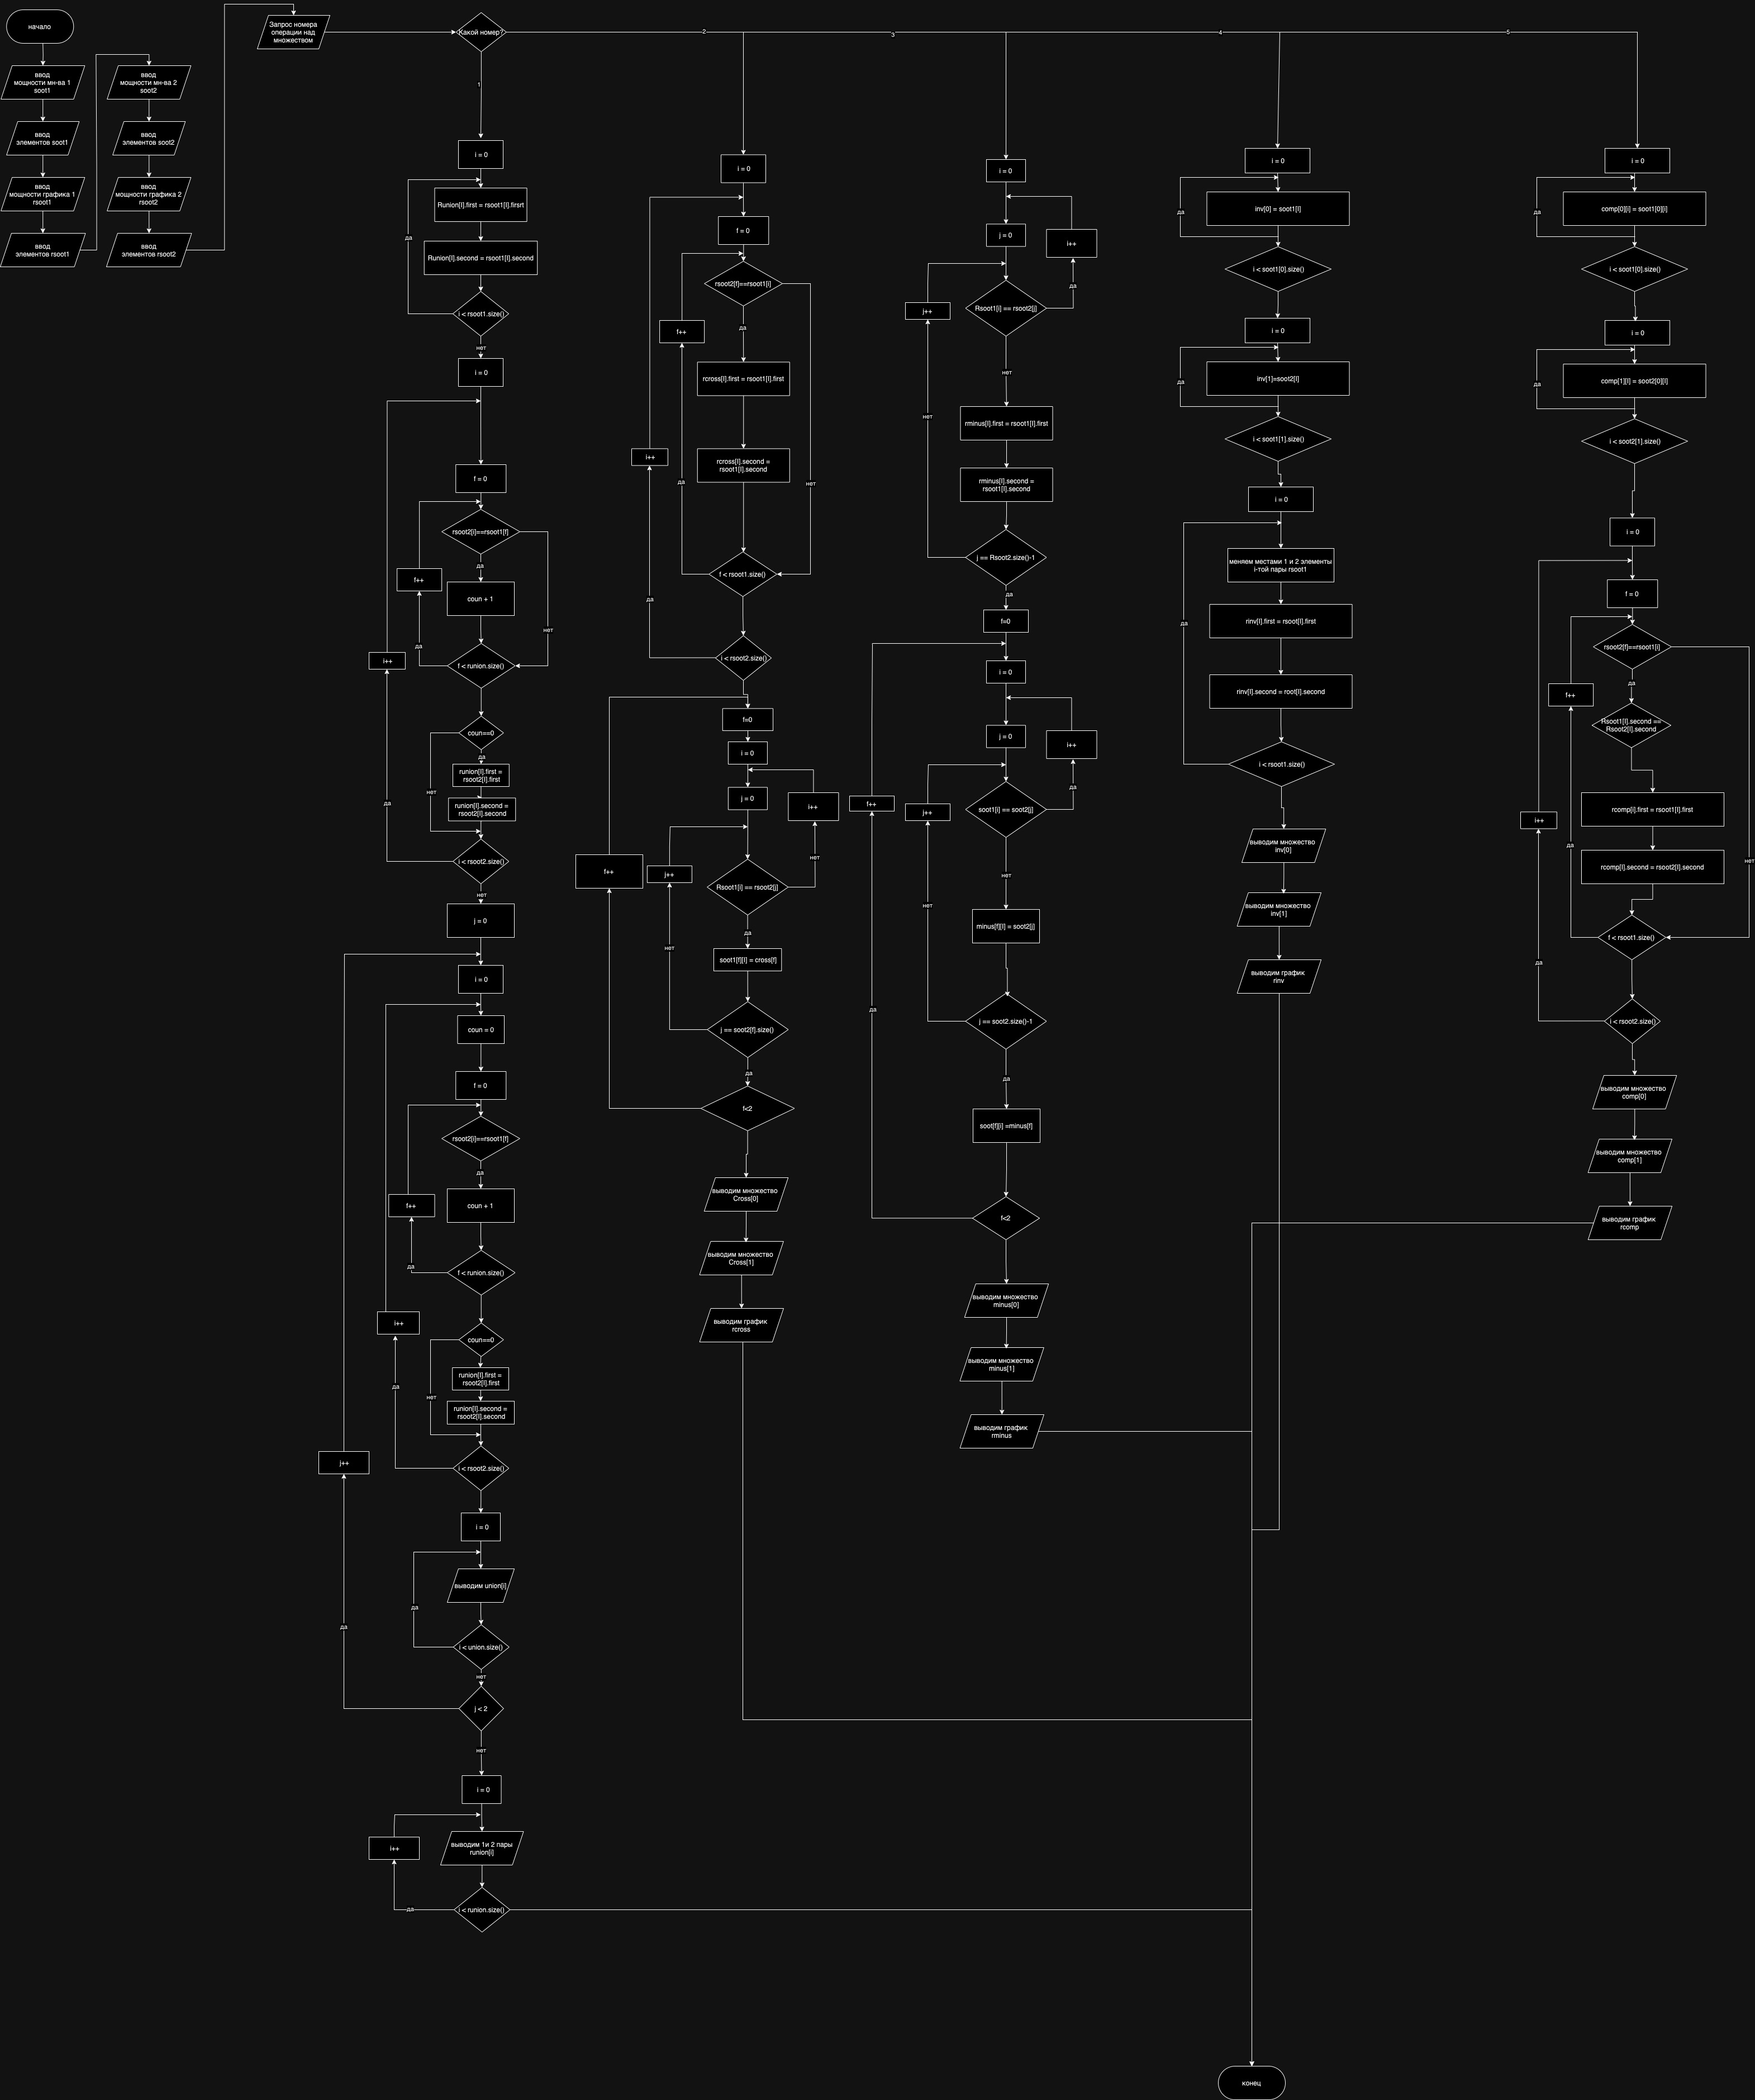 начало
ввод
мощности мн-ва 1
soot1
ввод
элементов soot1
ввод
мощности графика 1
rsoot1
ввод
элементов rsoot1
ввод
мощности мн-ва 2
soot2
ввод
элементов soot2
ввод
мощности графика 2
rsoot2
ввод
элементов rsoot2
Запрос номера
операции над
множеством
Какой номер?
1
2
3
4
5
i = 0
Runion[I].first = rsoot1[I].firsrt
Runion[I].second = rsoot1[I].second
да
i < rsoot1.size()
нет
i = 0
f = 0
rsoot2[i]==rsoot1[f]
да
f++
coun + 1
нет
да
f < runion.size()
i++
coun==0
да
runion[I].first =
rsoot2[I].first
нет
runion[I].second =
rsoot2[I].second
да
i < rsoot2.size()
нет
j = 0
i = 0
coun = 0
f = 0
rsoot2[i]==rsoot1[f]
да
f++
coun + 1
да
f < runion.size()
i++
coun==0
runion[I].first =
rsoot2[I].first
да
нет
runion[I].second =
rsoot2[I].second
j++
i < rsoot2.size()
i = 0
выводим union[i]
да
да
i < union.size()
нет
j < 2
нет
i = 0
i++
выводим 1и 2 пары
runion[i]
да
i < runion.size()
i = 0
f = 0
rsoot2[f]==rsoot1[i]
f++
да
rcross[I].first = rsoot1[I].first
i++
rcross[I].second =
rsoot1[I].second
да
нет
f < rsoot1.size()
да
i < rsoot2.size()
f=0
i = 0
j = 0
i++
нет
f++
j++
Rsoot1[i] == rsoot2[j]
да
нет
soot1[f][I] = cross[f]
j == soot2[f].size()
да
f<2
выводим множество
Cross[0]
выводим множество
Cross[1]
выводим график
rcross
i = 0
j = 0
i++
да
j++
Rsoot1[i] == rsoot2[j]
нет
нет
rminus[I].first = rsoot1[I].first
rminus[I].second =
rsoot1[I].second
j == Rsoot2.size()-1
да
f=0
i = 0
j = 0
i++
да
f++
j++
soot1[i] == soot2[j]
нет
нет
minus[f][I] = soot2[j]
да
j == soot2.size()-1
да
soot[f][i] =minus[f]
f<2
выводим множество
minus[0]
выводим множество
minus[1]
выводим график
rminus
i = 0
да
inv[0] = soot1[I]
i < soot1[0].size()
i = 0
да
inv[1]=soot2[I]
i < soot1[1].size()
i = 0
меняем местами 1 и 2 элементы
i-той пары rsoot1
да
rinv[I].first = rsoot[I].first
rinv[I].second = root[I].second
i < rsoot1.size()
выводим множество
inv[0]
выводим множество
inv[1]
выводим график
rinv
i = 0
да
comp[0][i] = soot1[0][i]
i < soot1[0].size()
i = 0
да
comp[1][i] = soot2[0][I]
i < soot2[1].size()
i = 0
f = 0
rsoot2[f]==rsoot1[i]
да
f++
Rsoot1[I].second ==
Rsoot2[I].second
rcomp[i].first = rsoot1[I].first
i++
да
нет
rcomp[I].second = rsoot2[I].second
f < rsoot1.size()
да
i < rsoot2.size()
выводим множество
comp[0]
выводим множество
comp[1]
выводим график
rcomp
конец